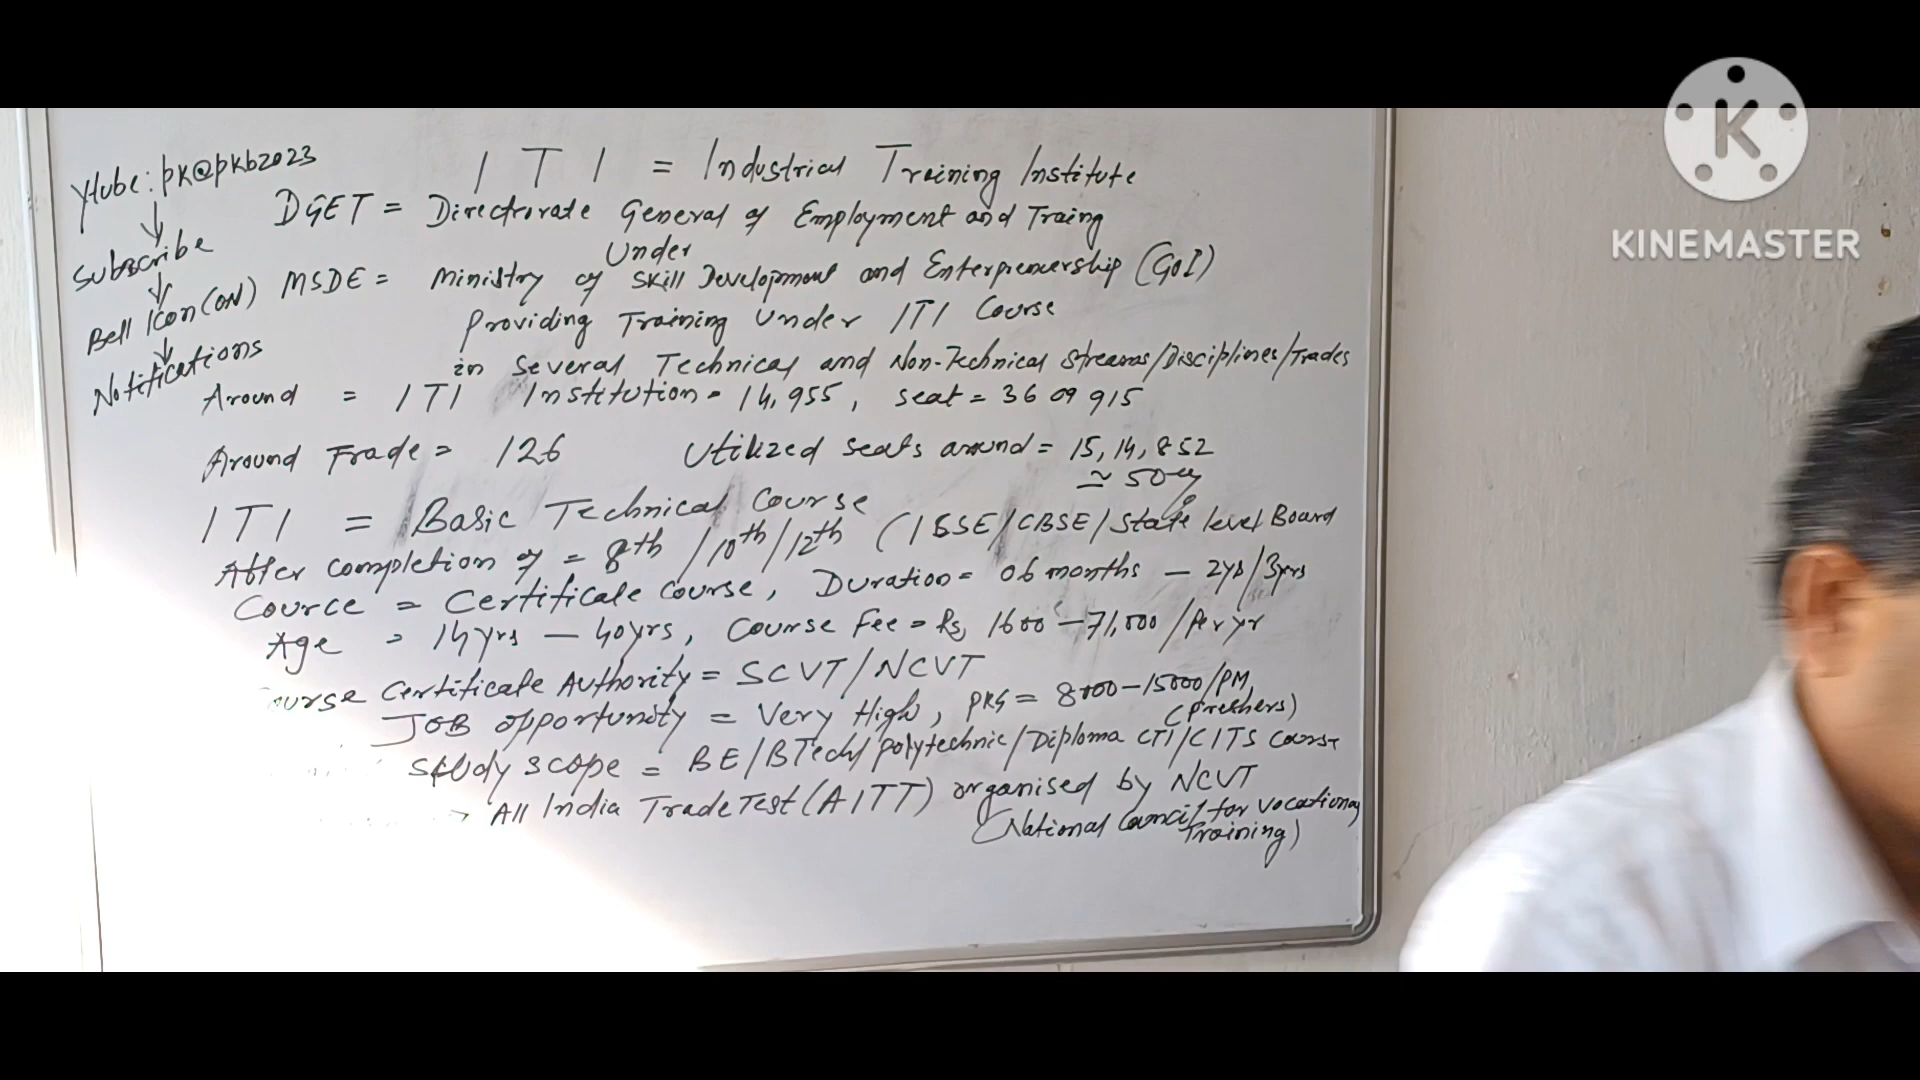 Ytube: pk@pkb2023
↓
Subscribe
↓
Bell Icon (ON)
↓
Notifications
ITI = Industrial Training Institute
DGET = Directrorate General of Employment and Traing
Under
MSDE = Ministry of Skill Development and Enterpreneurship (GOI)
Providing Training Under ITI Course
in Several Technical and Non-Technical Streams/Disciplines/Trades
Around = ITI Institution = 14,955, seat = 36 09 915
Around Trade = 126 Utilized seats around = 15,14,852
≃ 50%
ITI = Basic Technical Course
After completion of = 8th /10th/12th (IBSE/CBSE/State level Board
Cource = Certificate course, Duration = 06 months — 2ys/3yrs
Age = 14yrs — 40yrs, Course Fee = Rs, 1600 — 71,000 /Per yr
ourse Certificate Authority = SCVT/NCVT
JOB opportunity = Very High, PKG = 8000-15000/PM,
(Freshers)
Study scope = BE/BTech/polytechnic/Diploma CTI/CITS Course
→ All India Trade Test (AITT) organised by NCVT
(National Council for Vocational
Training)
K
KINEMASTER